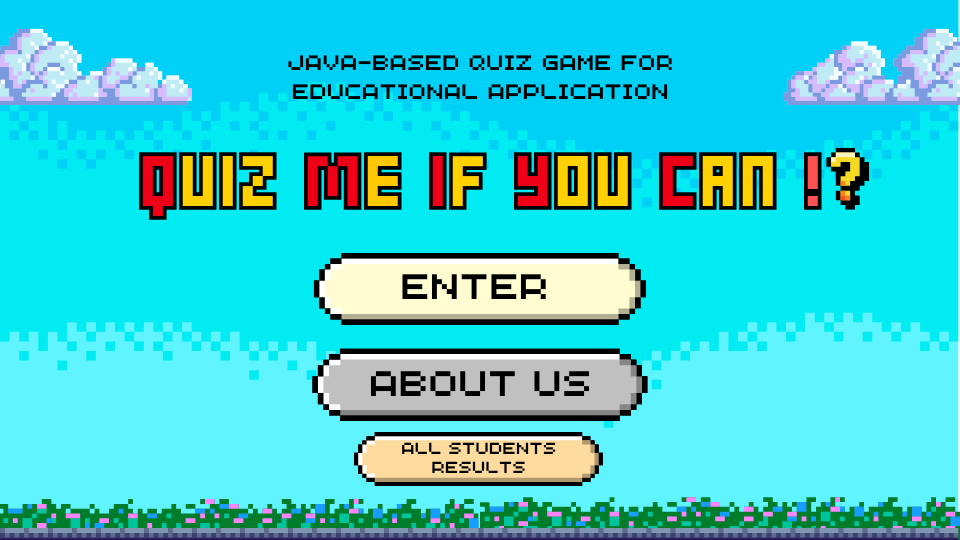 JAVA-BASED QUIZ GAME FOR
EDUCATIONAL APPLICATION
QUIZ ME IF YOU CAN !?
ENTER
ABOUT US
ALL STUDENTS
RESULTS